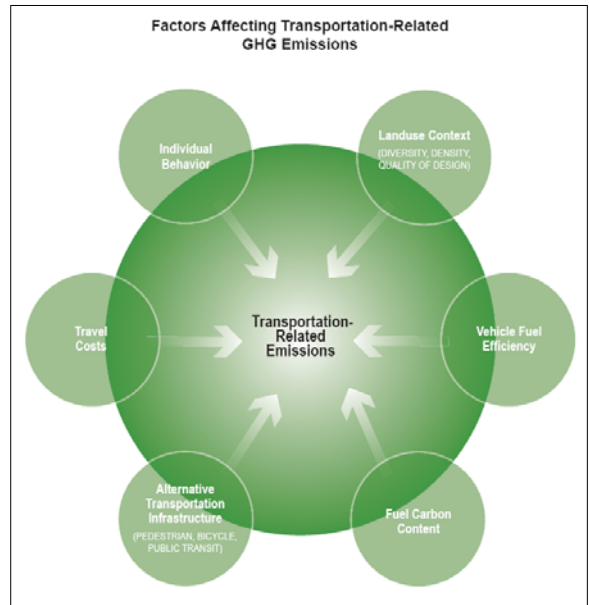 Factors Affecting Transportation-Related
GHG Emissions
Individual
Behavior
Landuse Context
(DIVERSITY, DENSITY,
QUALITY OF DESIGN)
Travel
Costs
Transportation-
Related
Emissions
Vehicle Fuel
Efficiency
Alternative
Transportation
Infrastructure
(PEDESTRIAN, BICYCLE,
PUBLIC TRANSIT)
Fuel Carbon
Content